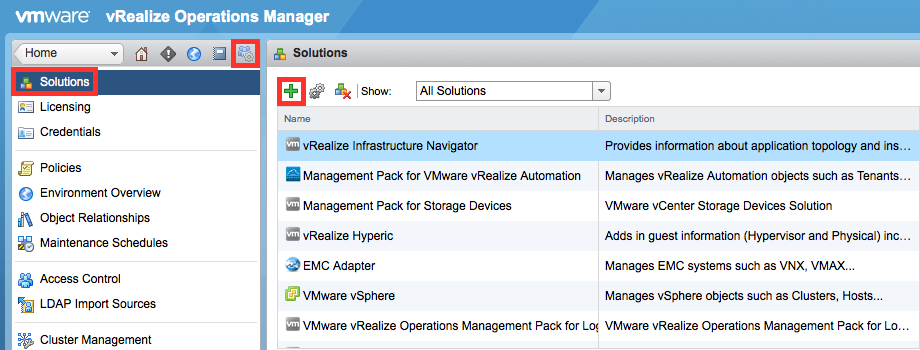 vmware vRealize Operations Manager
Home
Solutions
Licensing
Credentials
Policies
Environment Overview
Object Relationships
Maintenance Schedules
Access Control
LDAP Import Sources
Cluster Management
Solutions
Show: All Solutions
Name Description
vm vRealize Infrastructure Navigator Provides information about application topology and ins...
Management Pack for VMware vRealize Automation Manages vRealize Automation objects such as Tenants...
vm Management Pack for Storage Devices VMware vCenter Storage Devices Solution
vm vRealize Hyperic Adds in guest information (Hypervisor and Physical) inc...
EMC Adapter Manages EMC systems such as VNX, VMAX...
VMware vSphere Manages vSphere objects such as Clusters, Hosts...
vm VMware vRealize Operations Management Pack for Log VMware vRealize Operations Management Pack for Lo...